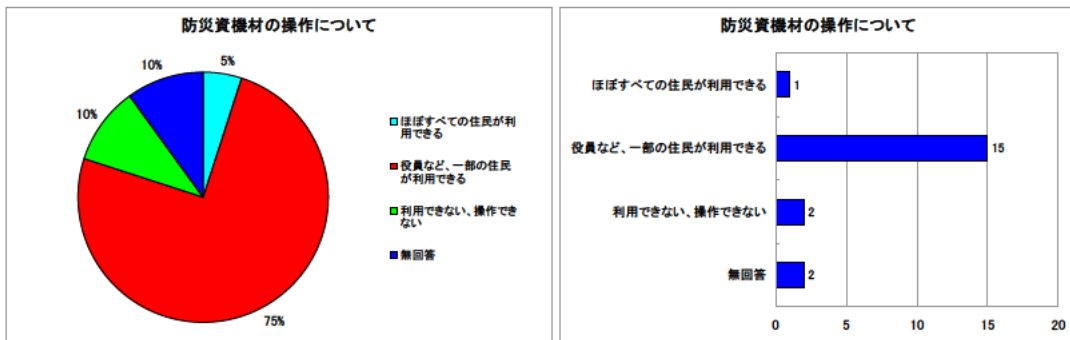 防災資機材の操作について
10%
5%
10%
75%
ほぼすべての住民が利
用できる
役員など、一部の住民
が利用できる
利用できない、操作でき
ない
無回答
防災資機材の操作について
ほぼすべての住民が利用できる
1
役員など、一部の住民が利用できる
15
利用できない、操作できない
2
無回答
2
0 5 10 15 20